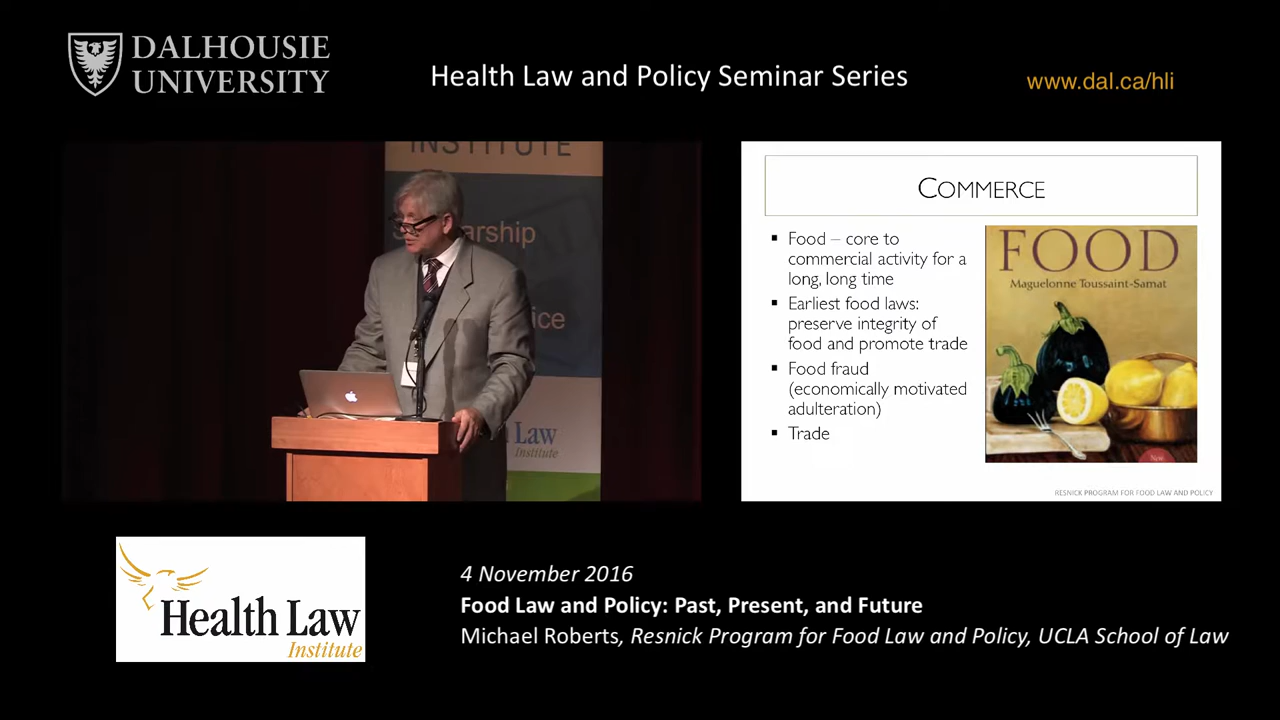 DALHOUSIE
UNIVERSITY
Health Law and Policy Seminar Series
www.dal.ca/hli
INSTITUTE
Law
Institute
COMMERCE
▪ Food – core to
commercial activity for a
long, long time
▪ Earliest food laws:
preserve integrity of
food and promote trade
▪ Food fraud
(economically motivated
adulteration)
▪ Trade
FOOD
Maguelonne Toussaint-Samat
New
RESNICK PROGRAM FOR FOOD LAW AND POLICY
Health Law
Institute
4 November 2016
Food Law and Policy: Past, Present, and Future
Michael Roberts, Resnick Program for Food Law and Policy, UCLA School of Law